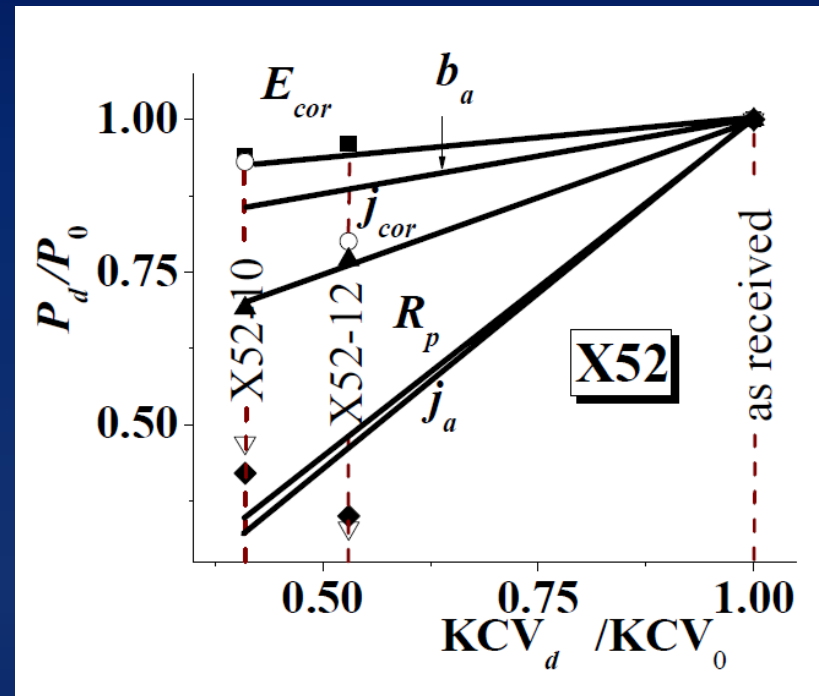 E_cor
b_a
1.00
j_cor
P_d/P_0
0.75
X52-10
X52-12
R_p
X52
as received
j_a
0.50
0.50 0.75 1.00
KCV_d /KCV_0